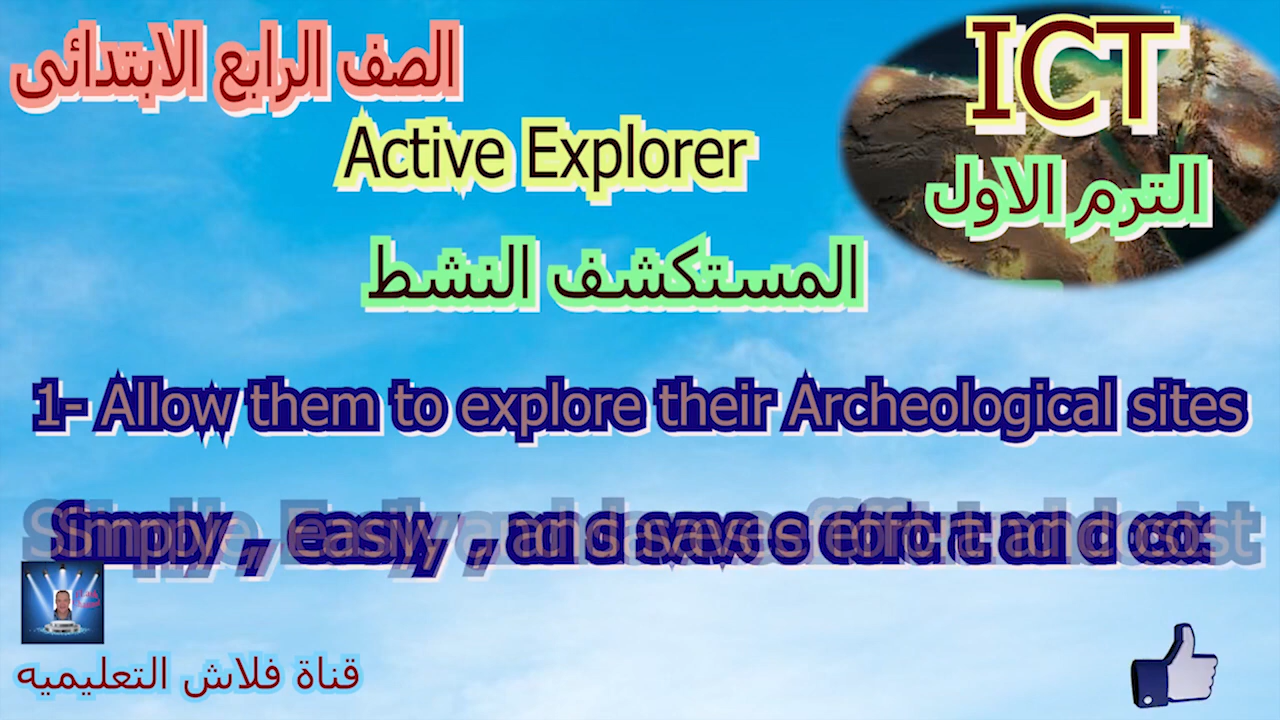 الصف الرابع الابتدائى
ICT
الترم الاول
Active Explorer
المستكشف النشط
1- Allow them to explore their Archeological sites
قناة فلاش التعليميه